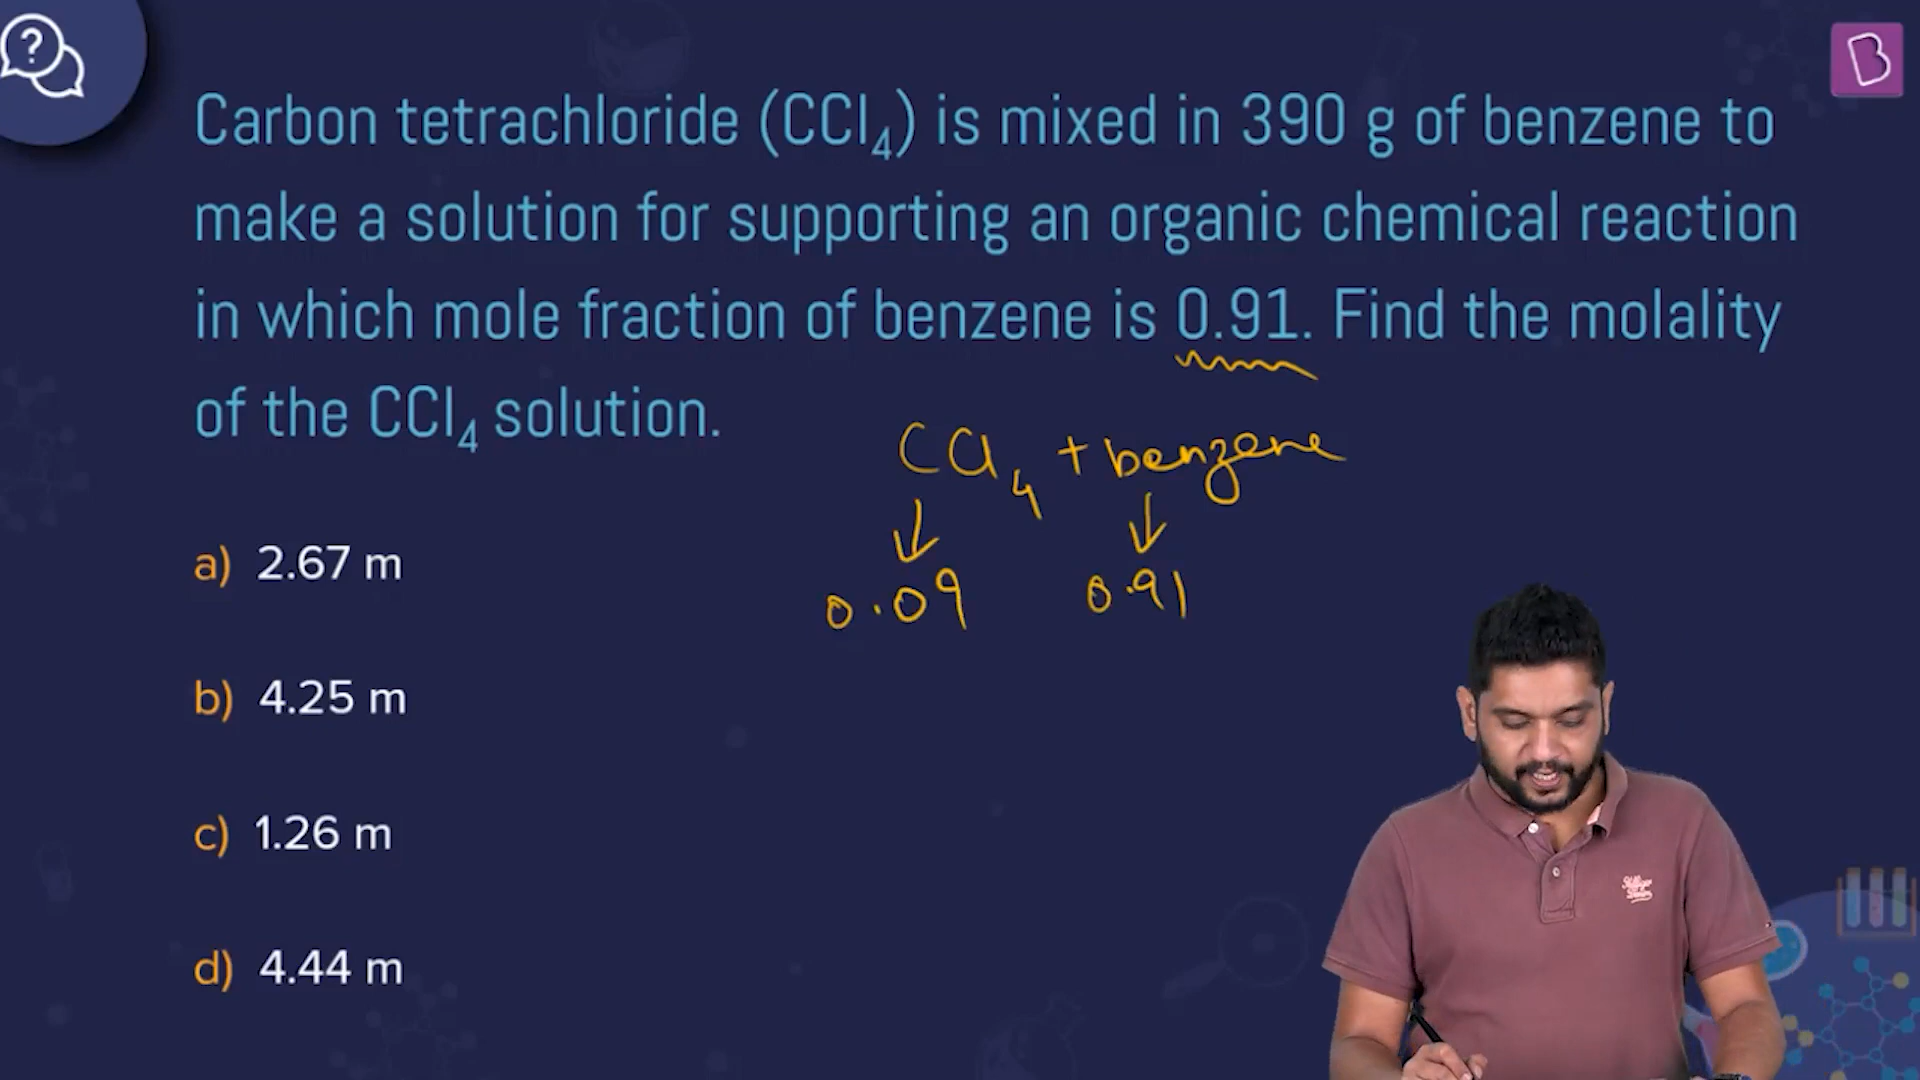 Carbon tetrachloride (CCl₄) is mixed in 390 g of benzene to
make a solution for supporting an organic chemical reaction
in which mole fraction of benzene is 0.91. Find the molality
of the CCl₄ solution.
CCl₄ + benzene
0.09 0.91
a) 2.67 m
b) 4.25 m
c) 1.26 m
d) 4.44 m